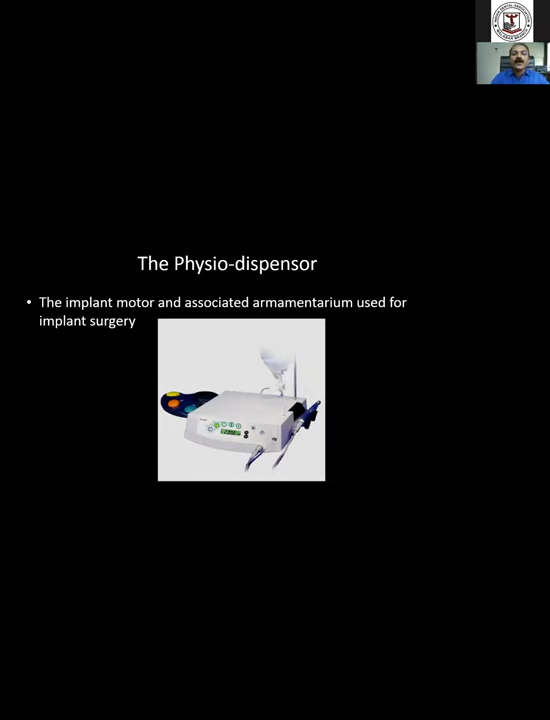 The Physio-dispensor
• The implant motor and associated armamentarium used for
implant surgery